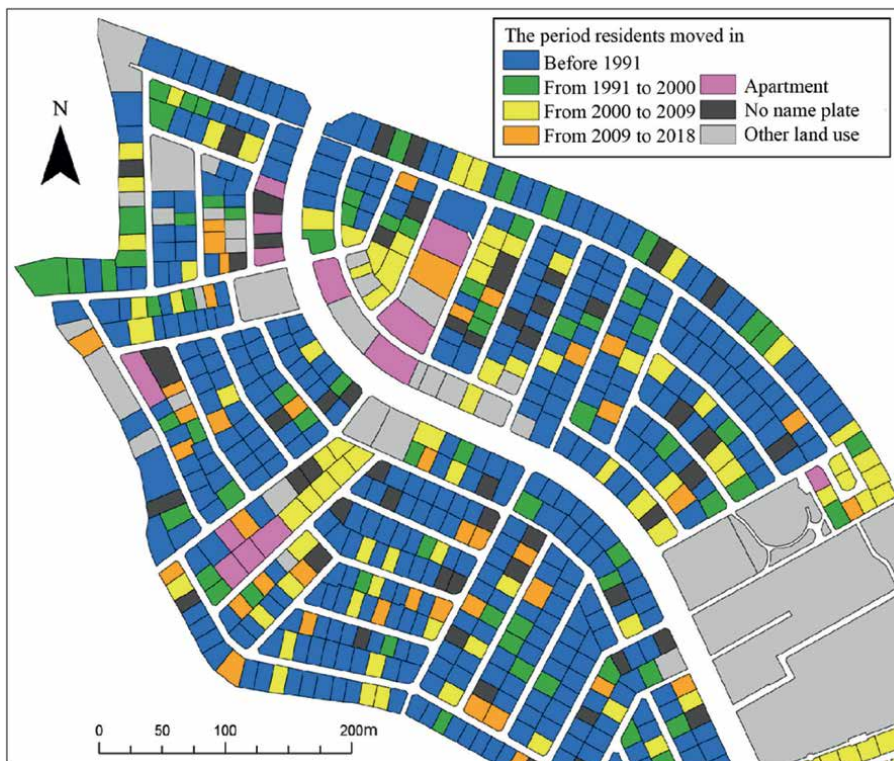 The period residents moved in
Before 1991
From 1991 to 2000
Apartment
From 2000 to 2009
No name plate
From 2009 to 2018
Other land use
N
0 50 100 200m